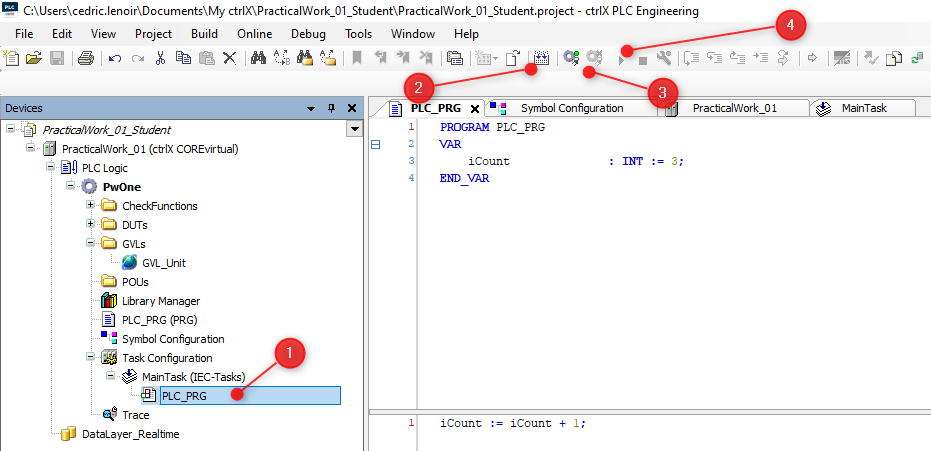 PLC
C:\Users\cedric.lenoir\Documents\My ctrlX\PracticalWork_01_Student\PracticalWork_01_Student.project - ctrlX PLC Engineering
File Edit View Project Build Online Debug Tools Window Help
4
2
3
Devices
PLC_PRG Symbol Configuration PracticalWork_01 MainTask
PracticalWork_01_Student
PracticalWork_01 (ctrlX COREvirtual)
PLC Logic
PwOne
CheckFunctions
DUTs
GVLs
GVL_Unit
POUs
Library Manager
PLC_PRG (PRG)
Symbol Configuration
Task Configuration
1
MainTask (IEC-Tasks)
PLC_PRG
Trace
DataLayer_Realtime
1 PROGRAM PLC_PRG
2 VAR
3 iCount : INT := 3;
4 END_VAR
1 iCount := iCount + 1;